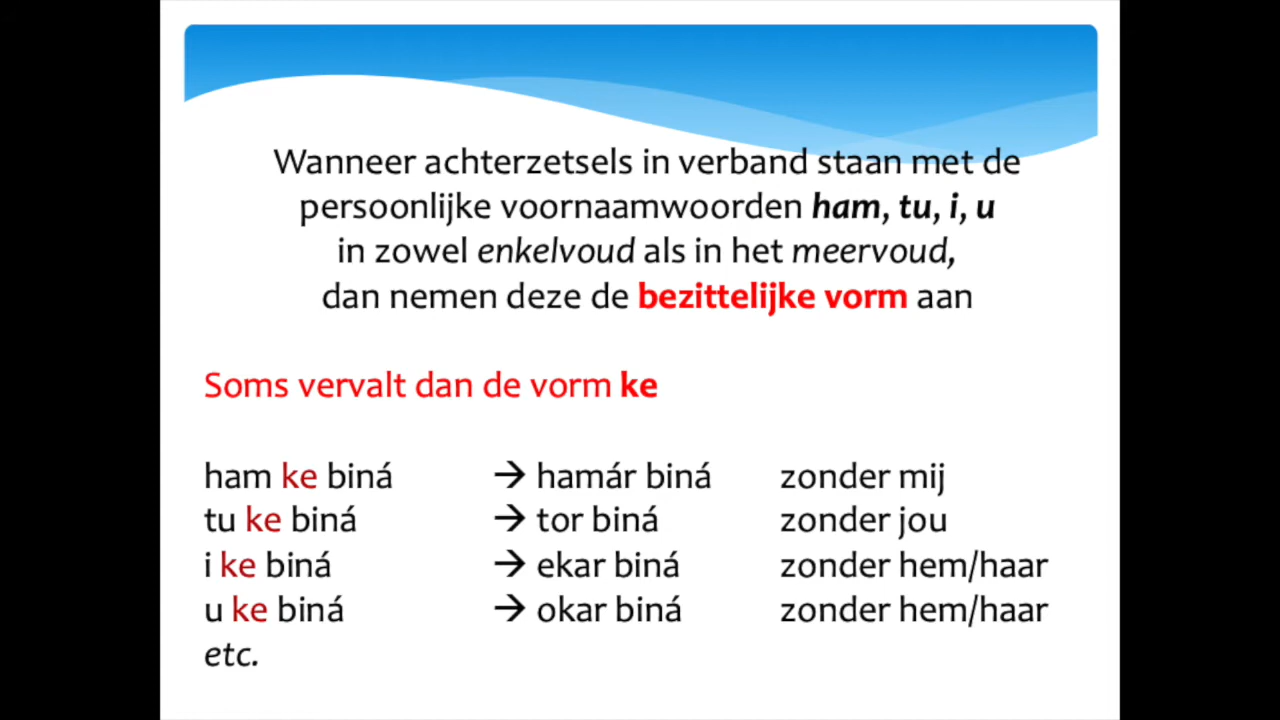 Wanneer achterzetsels in verband staan met de
persoonlijke voornaamwoorden ham, tu, i, u
in zowel enkelvoud als in het meervoud,
dan nemen deze de bezittelijke vorm aan
Soms vervalt dan de vorm ke
ham ke biná → hamár biná zonder mij
tu ke biná → tor biná zonder jou
i ke biná → ekar biná zonder hem/haar
u ke biná → okar biná zonder hem/haar
etc.